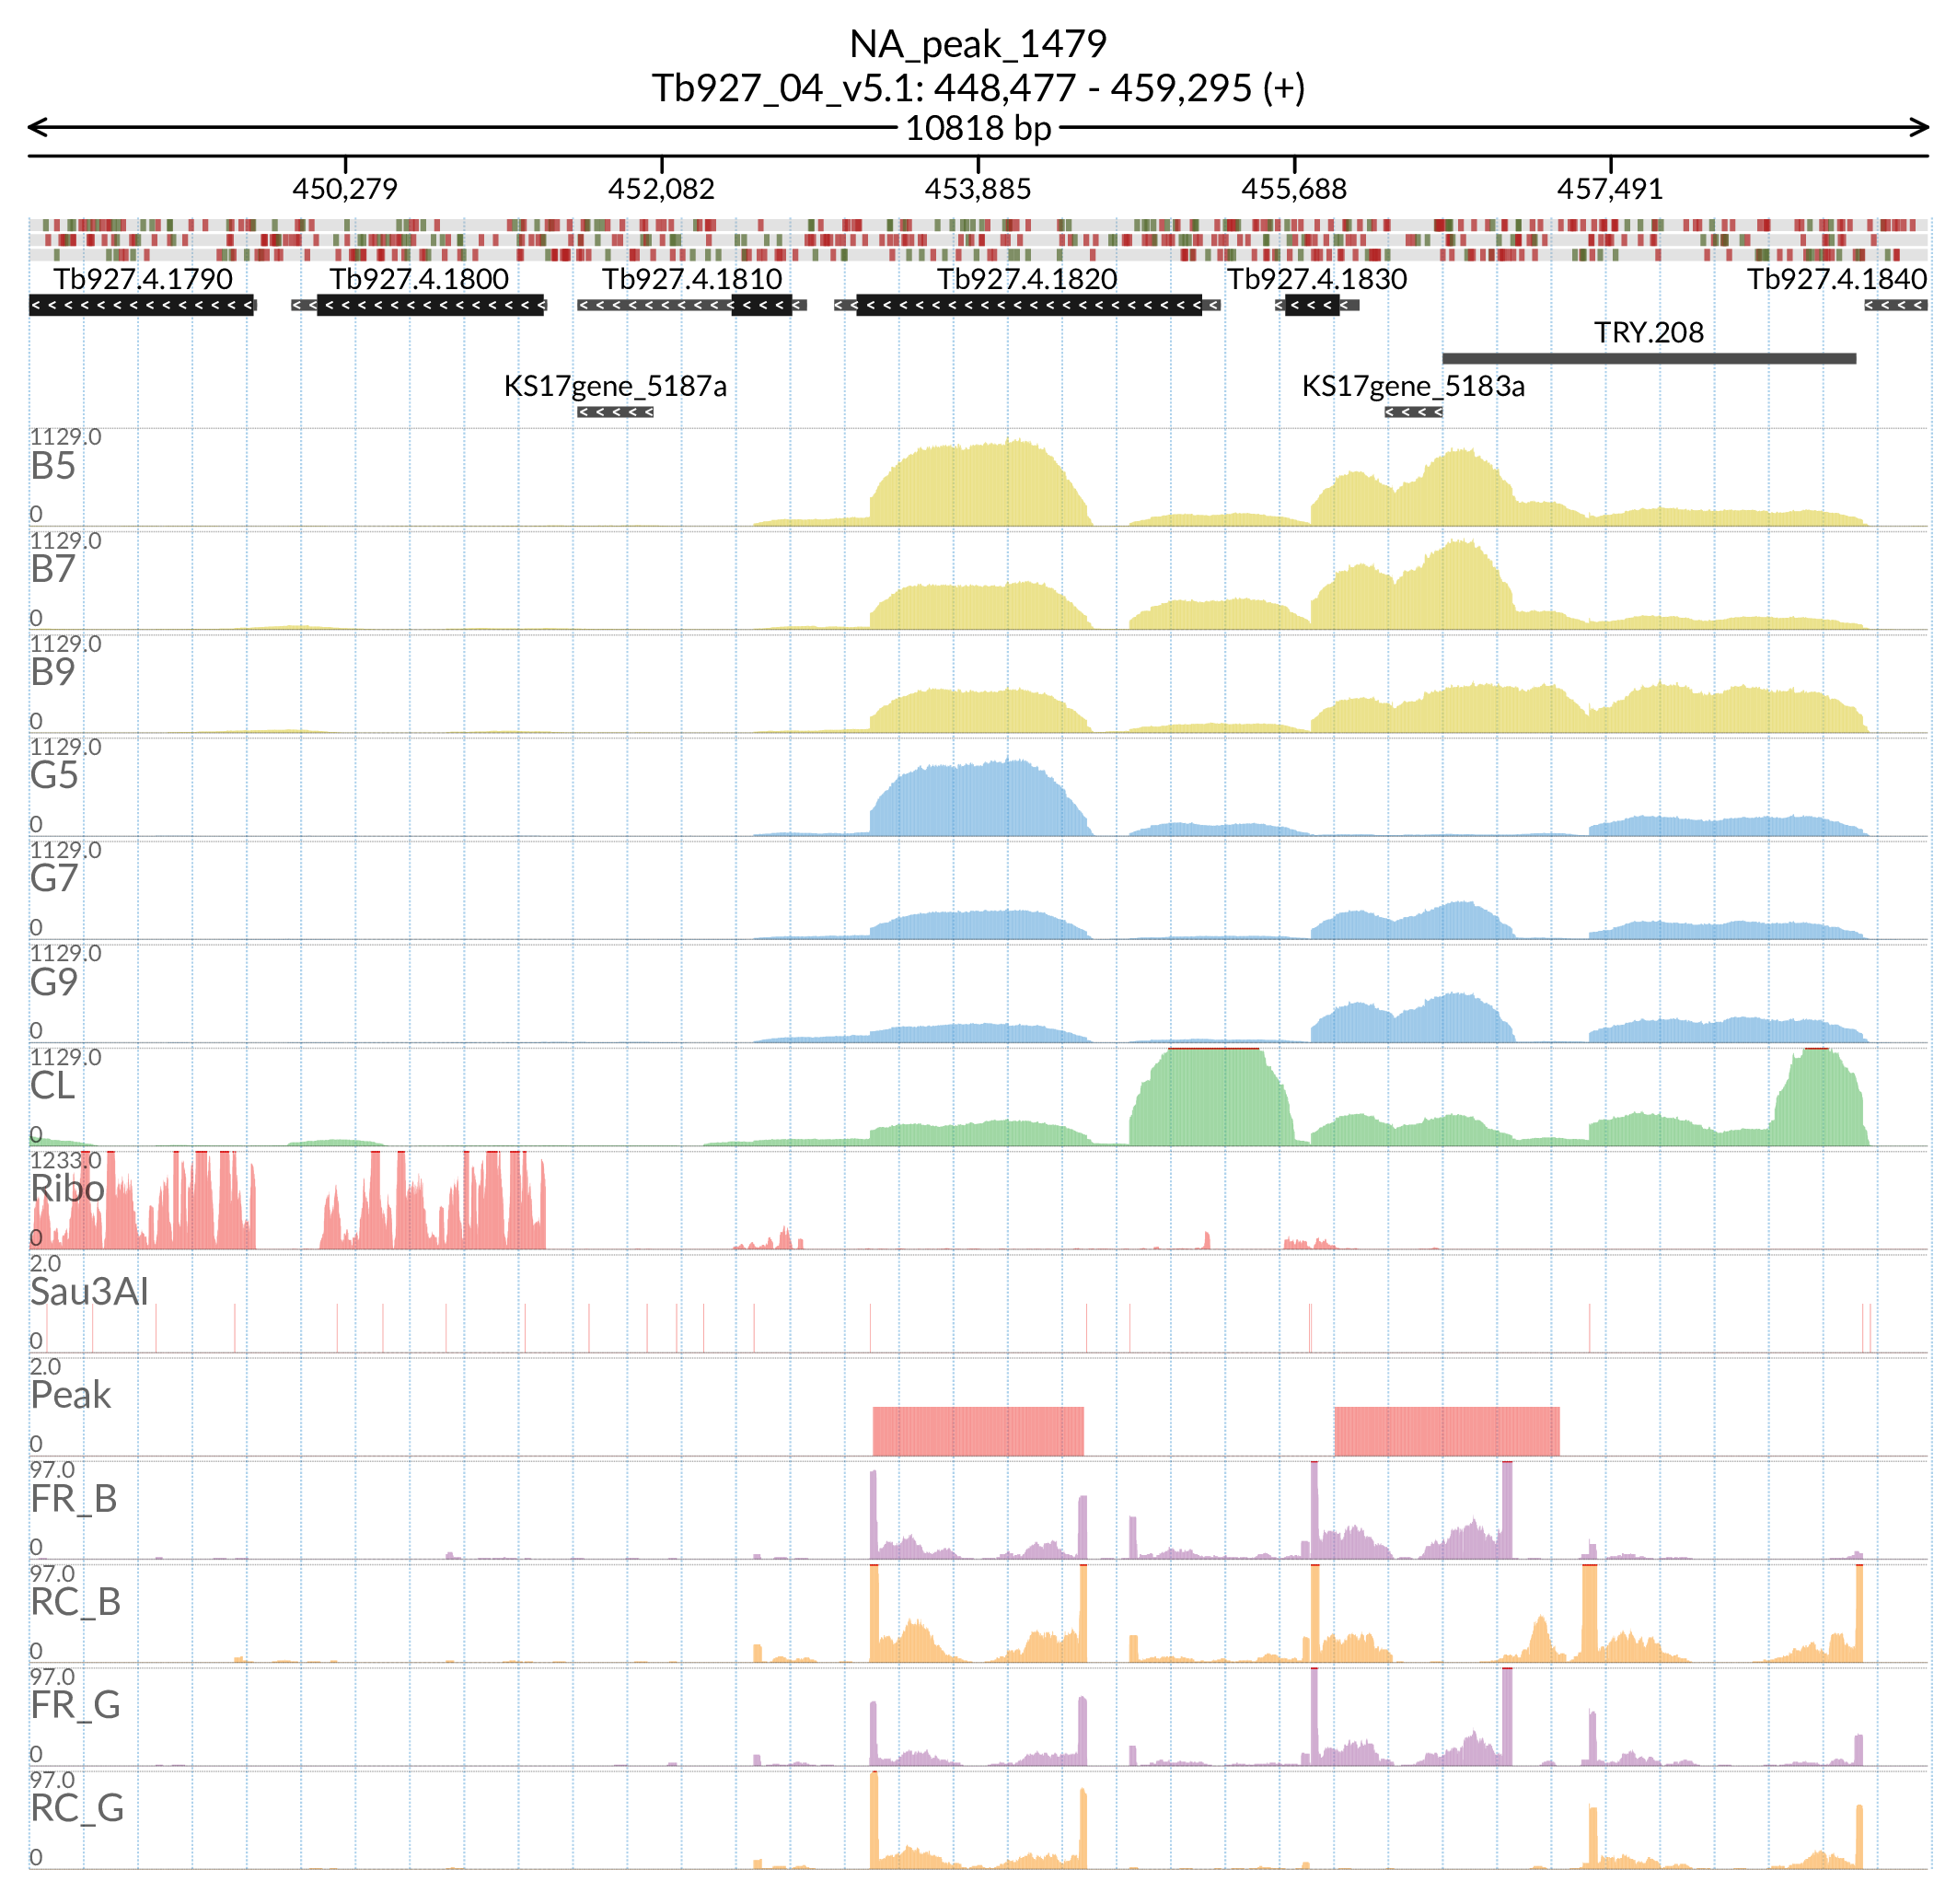 NA_peak_1479
Tb927_04_v5.1: 448,477 - 459,295 (+)
10818 bp
450,279 452,082 453,885 455,688 457,491
Tb927.4.1790 Tb927.4.1800 Tb927.4.1810 Tb927.4.1820 Tb927.4.1830 Tb927.4.1840
TRY.208
KS17gene_5187a KS17gene_5183a
1129.0
B5
0
1129.0
B7
0
1129.0
B9
0
1129.0
G5
0
1129.0
G7
0
1129.0
G9
0
1129.0
CL
0
1233.0
Ribo
0
2.0
Sau3AI
0
2.0
Peak
0
97.0
FR_B
0
97.0
RC_B
0
97.0
FR_G
0
97.0
RC_G
0